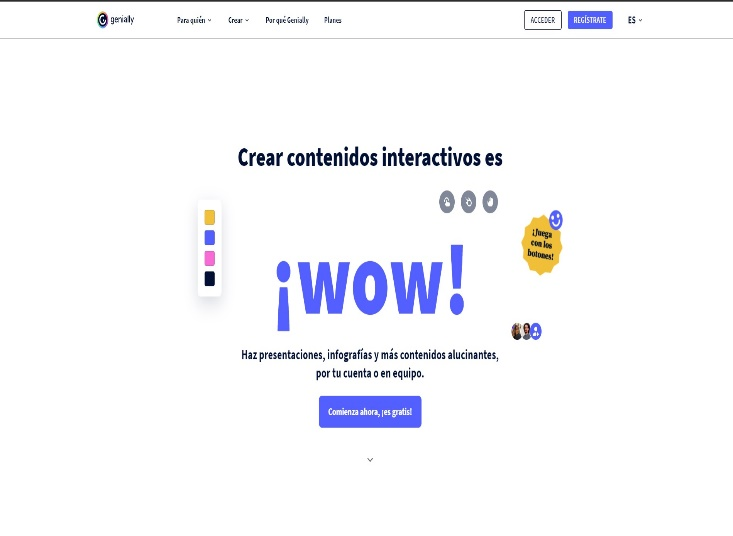 genially
Para quién
Crear
Por qué Genially
Planes
ACCEDER
REGÍSTRATE
ES
Crear contenidos interactivos es
¡wow!
¡Juega
con los
botones!
Haz presentaciones, infografías y más contenidos alucinantes,
por tu cuenta o en equipo.
Comienza ahora, ¡es gratis!